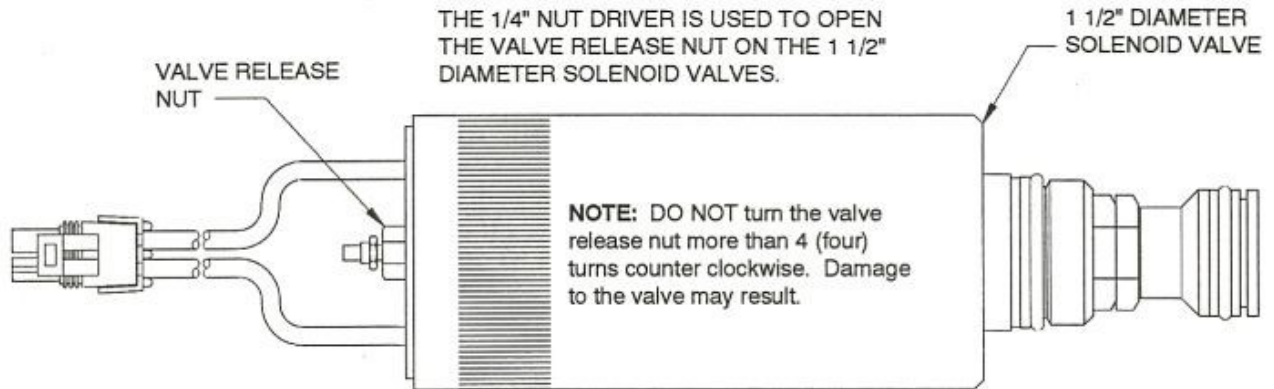 THE 1/4" NUT DRIVER IS USED TO OPEN
THE VALVE RELEASE NUT ON THE 1 1/2"
DIAMETER SOLENOID VALVES.
1 1/2" DIAMETER
SOLENOID VALVE
VALVE RELEASE
NUT
NOTE: DO NOT turn the valve
release nut more than 4 (four)
turns counter clockwise. Damage
to the valve may result.